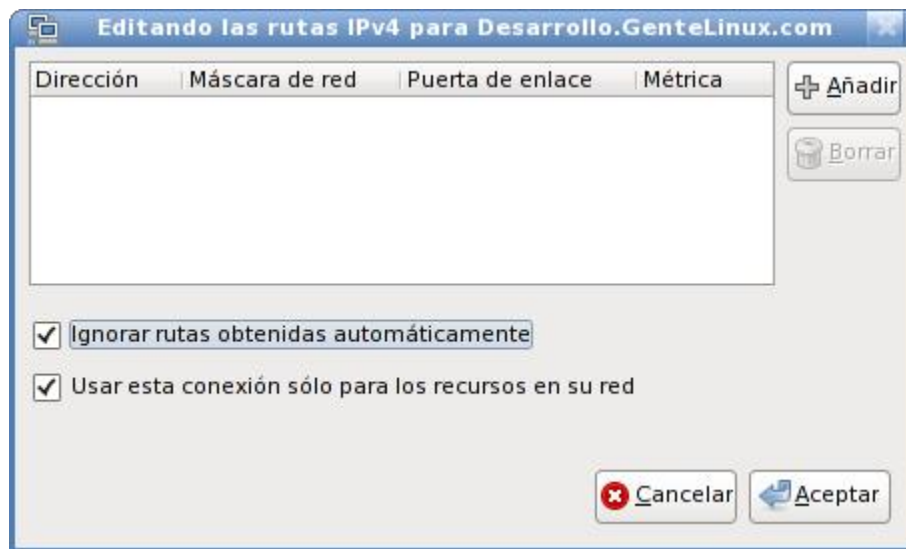 Editando las rutas IPv4 para Desarrollo.GenteLinux.com
Dirección Máscara de red Puerta de enlace Métrica
Añadir
Borrar
Ignorar rutas obtenidas automáticamente
Usar esta conexión sólo para los recursos en su red
Cancelar Aceptar